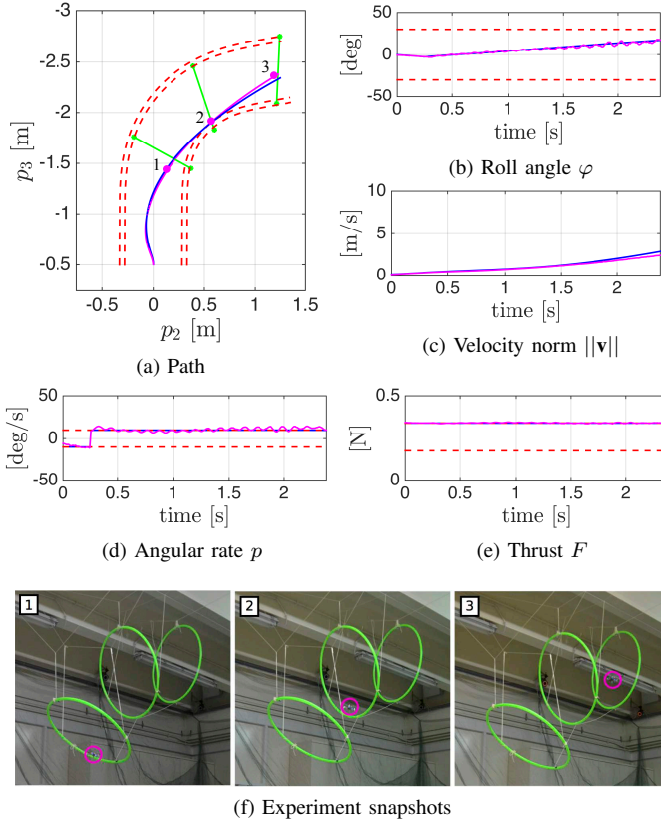 -3
-2.5
-2
-1.5
-1
-0.5
p₃ [m]
1
2
3
-0.5 0 0.5 1 1.5
p₂ [m]
(a) Path
50
0
-50
[deg]
0 0.5 1 1.5 2
time [s]
(b) Roll angle φ
10
5
0
[m/s]
0 0.5 1 1.5 2
time [s]
(c) Velocity norm ||v||
50
0
-50
[deg/s]
0 0.5 1 1.5 2
time [s]
(d) Angular rate p
0.5
0
[N]
0 0.5 1 1.5 2
time [s]
(e) Thrust F
1 2 3
(f) Experiment snapshots